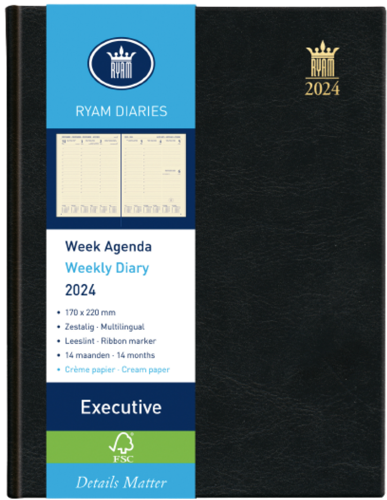 RYAM
RYAM DIARIES
Week Agenda
Weekly Diary
2024
• 170 x 220 mm
• Zestalig · Multilingual
• Leeslint · Ribbon marker
• 14 maanden · 14 months
• Crème papier · Cream paper
Executive
FSC
Details Matter
RYAM
2024